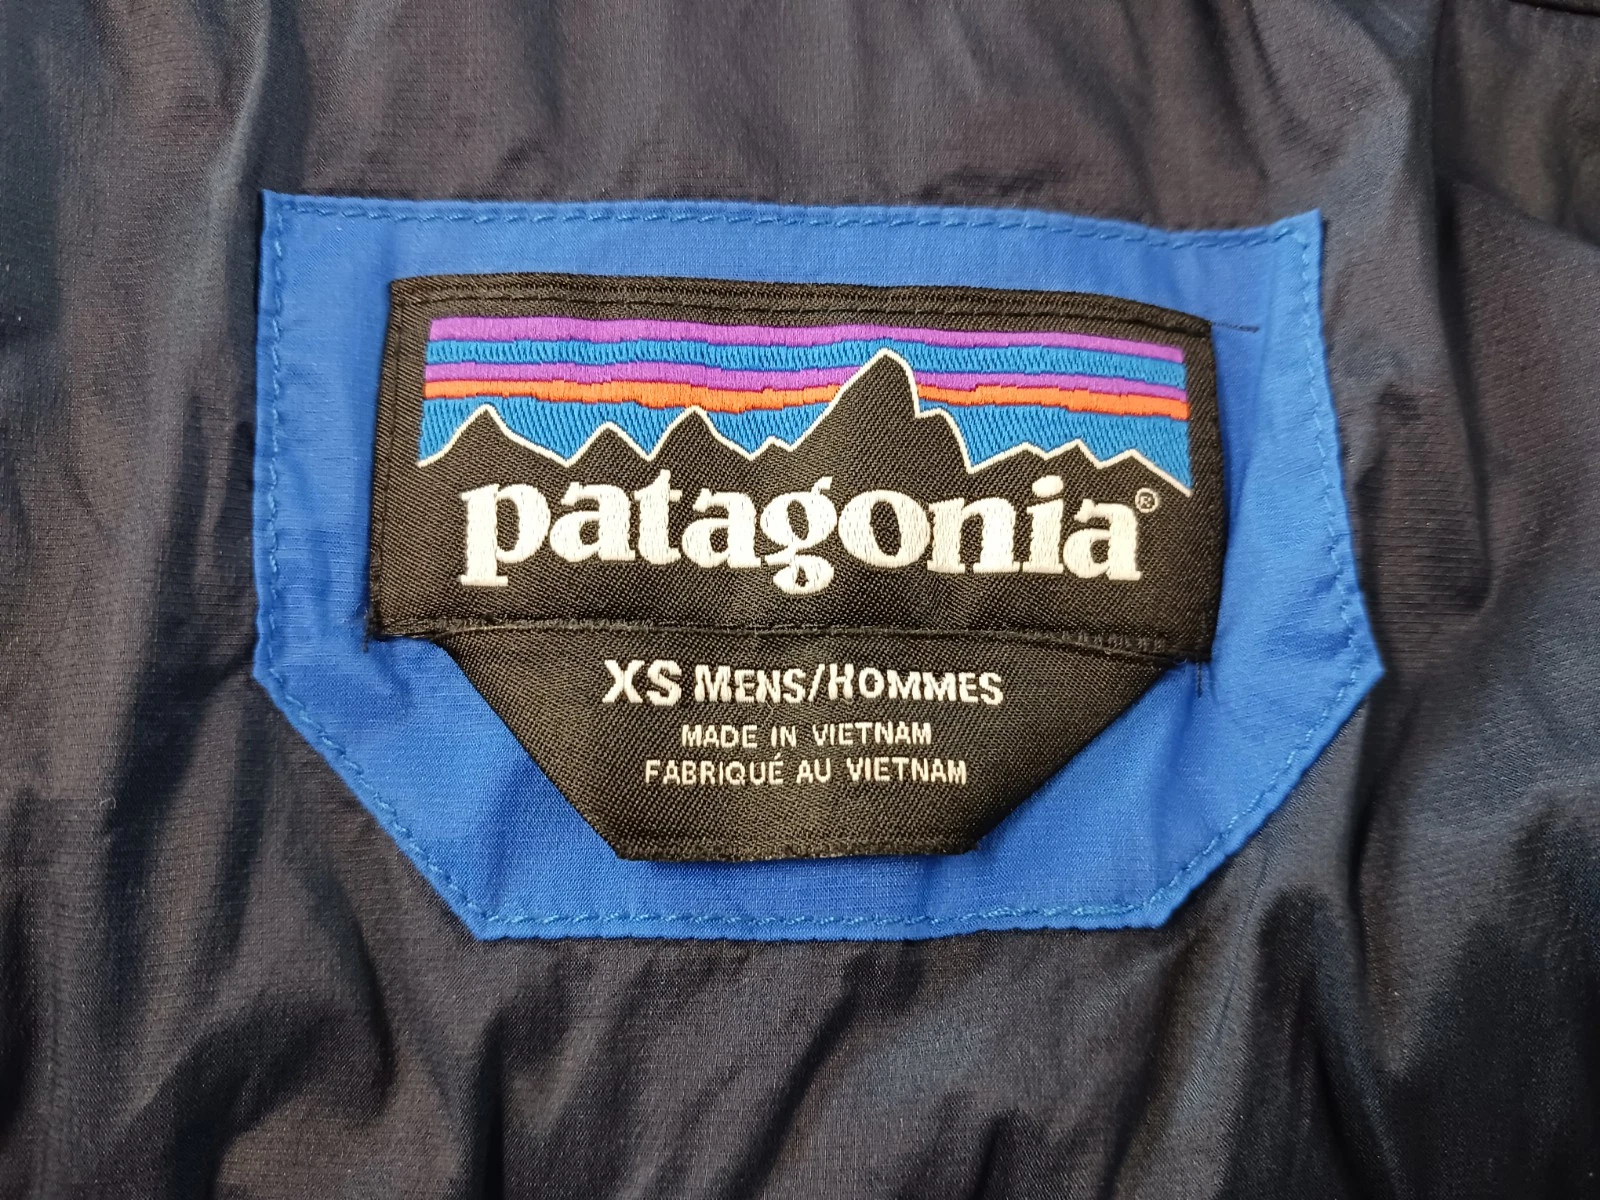 patagonia®
XS MENS/HOMMES
MADE IN VIETNAM
FABRIQUÉ AU VIETNAM